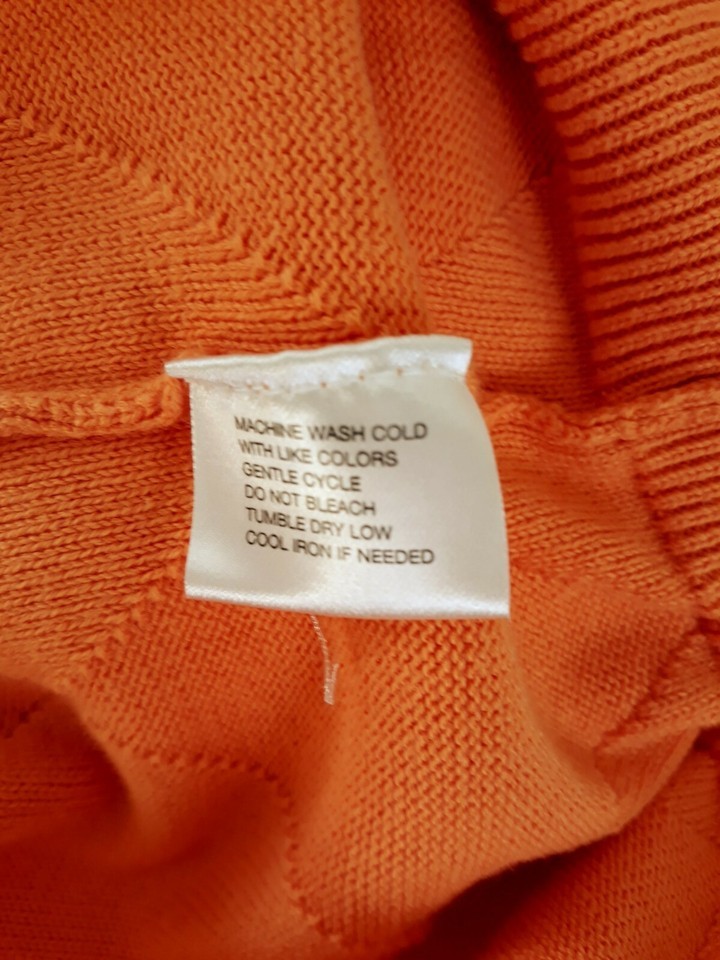 MACHINE WASH COLD
WITH LIKE COLORS
GENTLE CYCLE
DO NOT BLEACH
TUMBLE DRY LOW
COOL IRON IF NEEDED